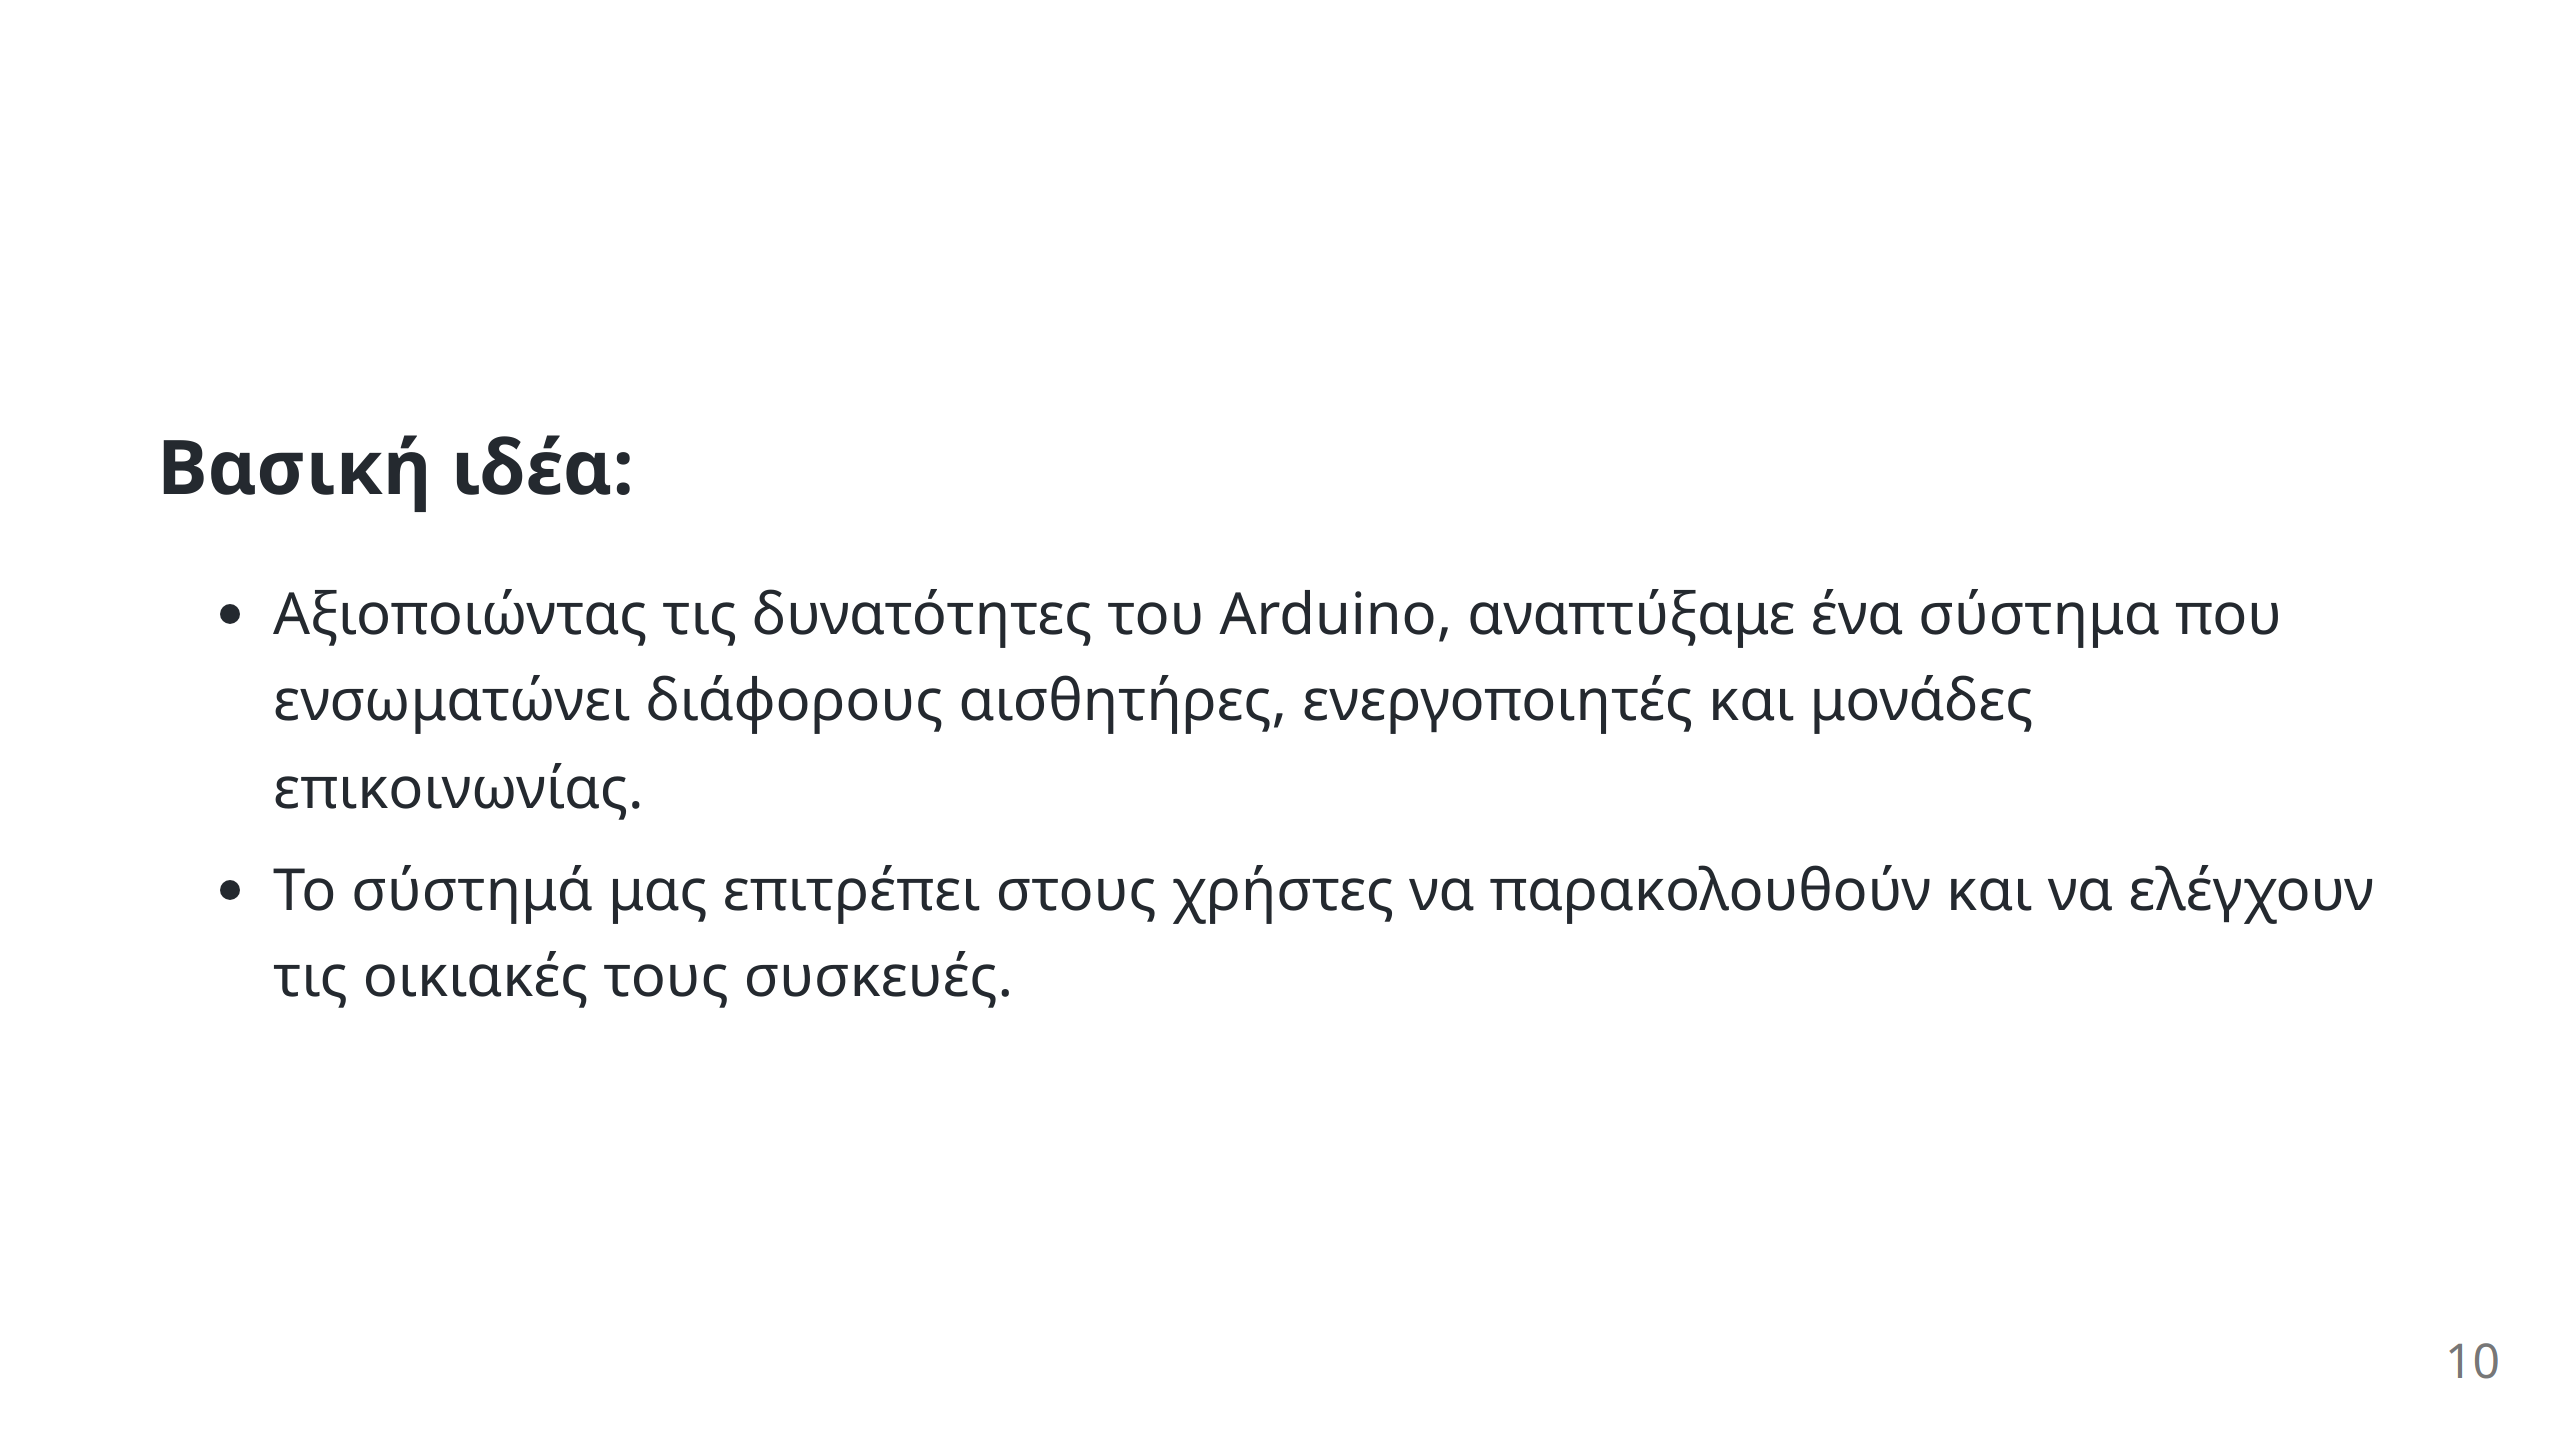 Βασική ιδέα:
• Αξιοποιώντας τις δυνατότητες του Arduino, αναπτύξαμε ένα σύστημα που
ενσωματώνει διάφορους αισθητήρες, ενεργοποιητές και μονάδες
επικοινωνίας.
• Το σύστημά μας επιτρέπει στους χρήστες να παρακολουθούν και να ελέγχουν
τις οικιακές τους συσκευές.
10